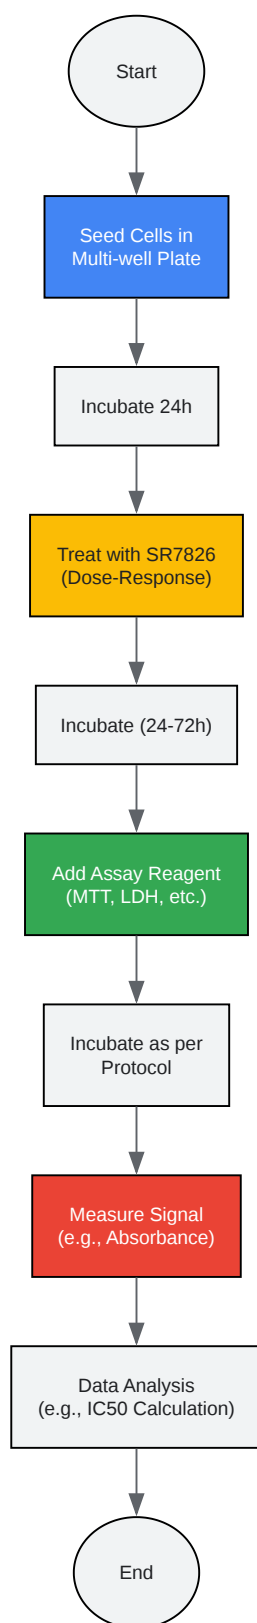 Start
Seed Cells in
Multi-well Plate
Incubate 24h
Treat with SR7826
(Dose-Response)
Incubate (24-72h)
Add Assay Reagent
(MTT, LDH, etc.)
Incubate as per
Protocol
Measure Signal
(e.g., Absorbance)
Data Analysis
(e.g., IC50 Calculation)
End